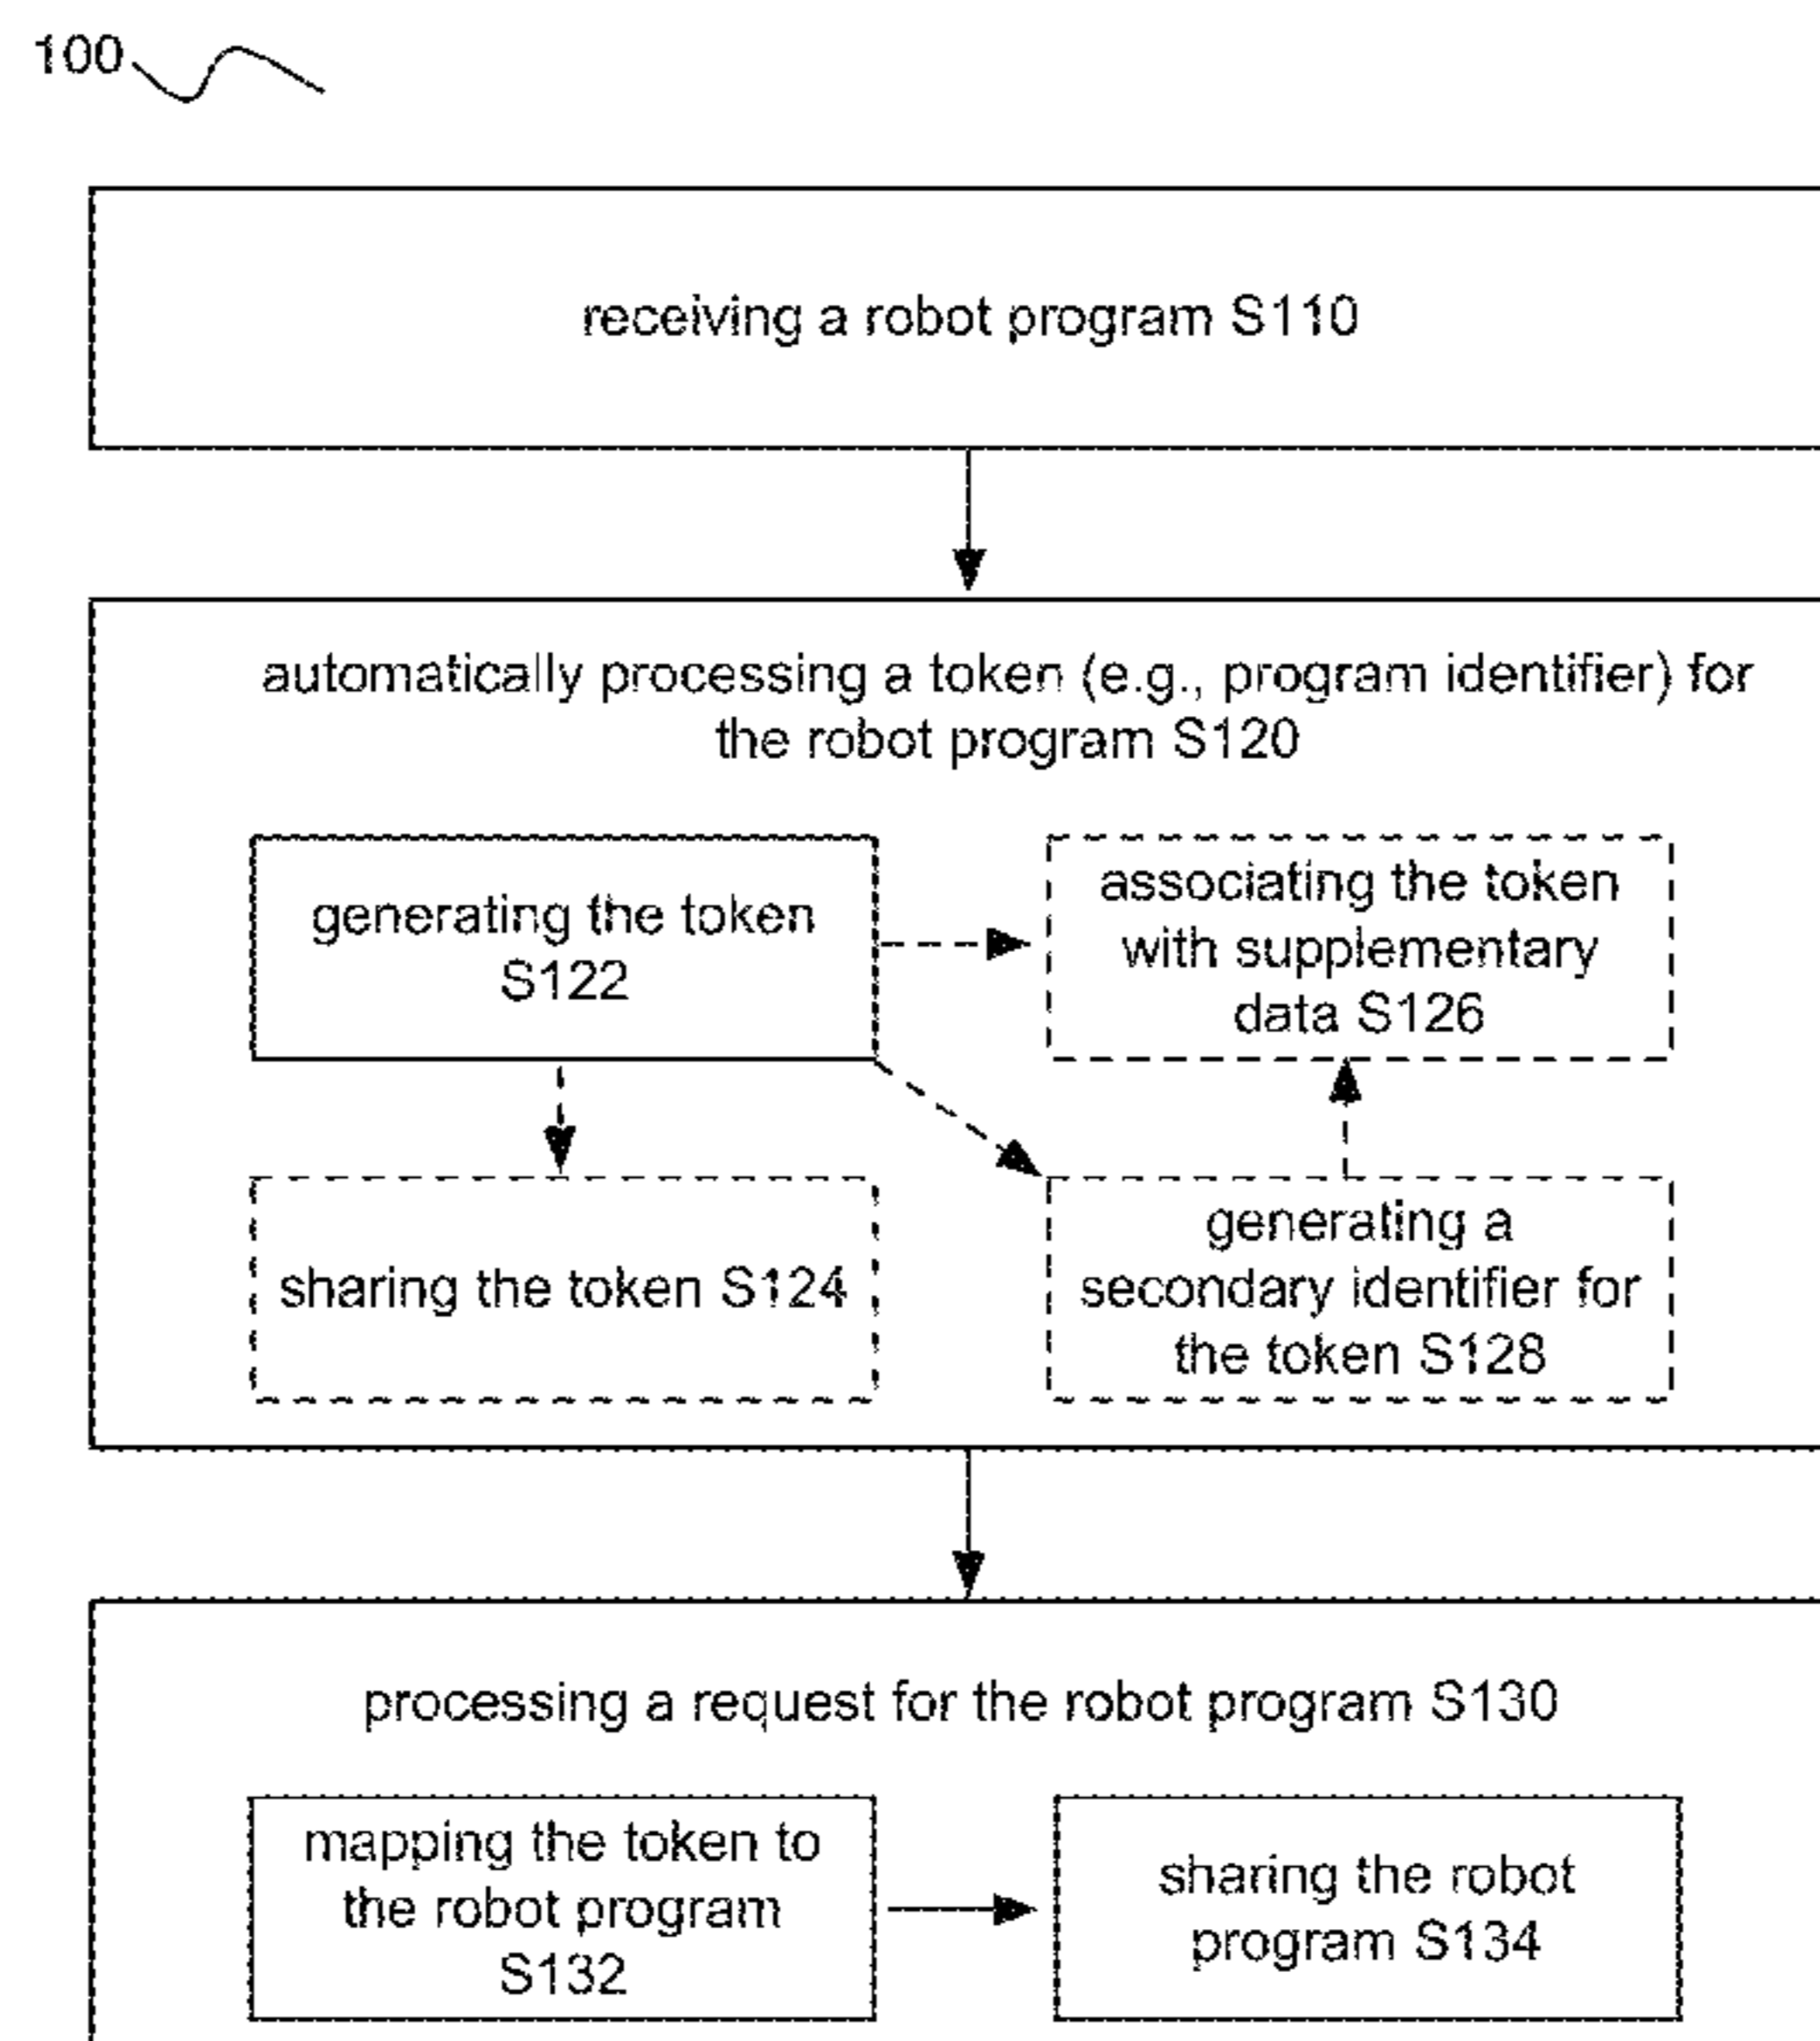 100
receiving a robot program S110
automatically processing a token (e.g., program identifier) for
the robot program S120
generating the token
S122
associating the token
with supplementary
data S126
sharing the token S124
generating a
secondary identifier for
the token S128
processing a request for the robot program S130
mapping the token to
the robot program
S132
sharing the robot
program S134